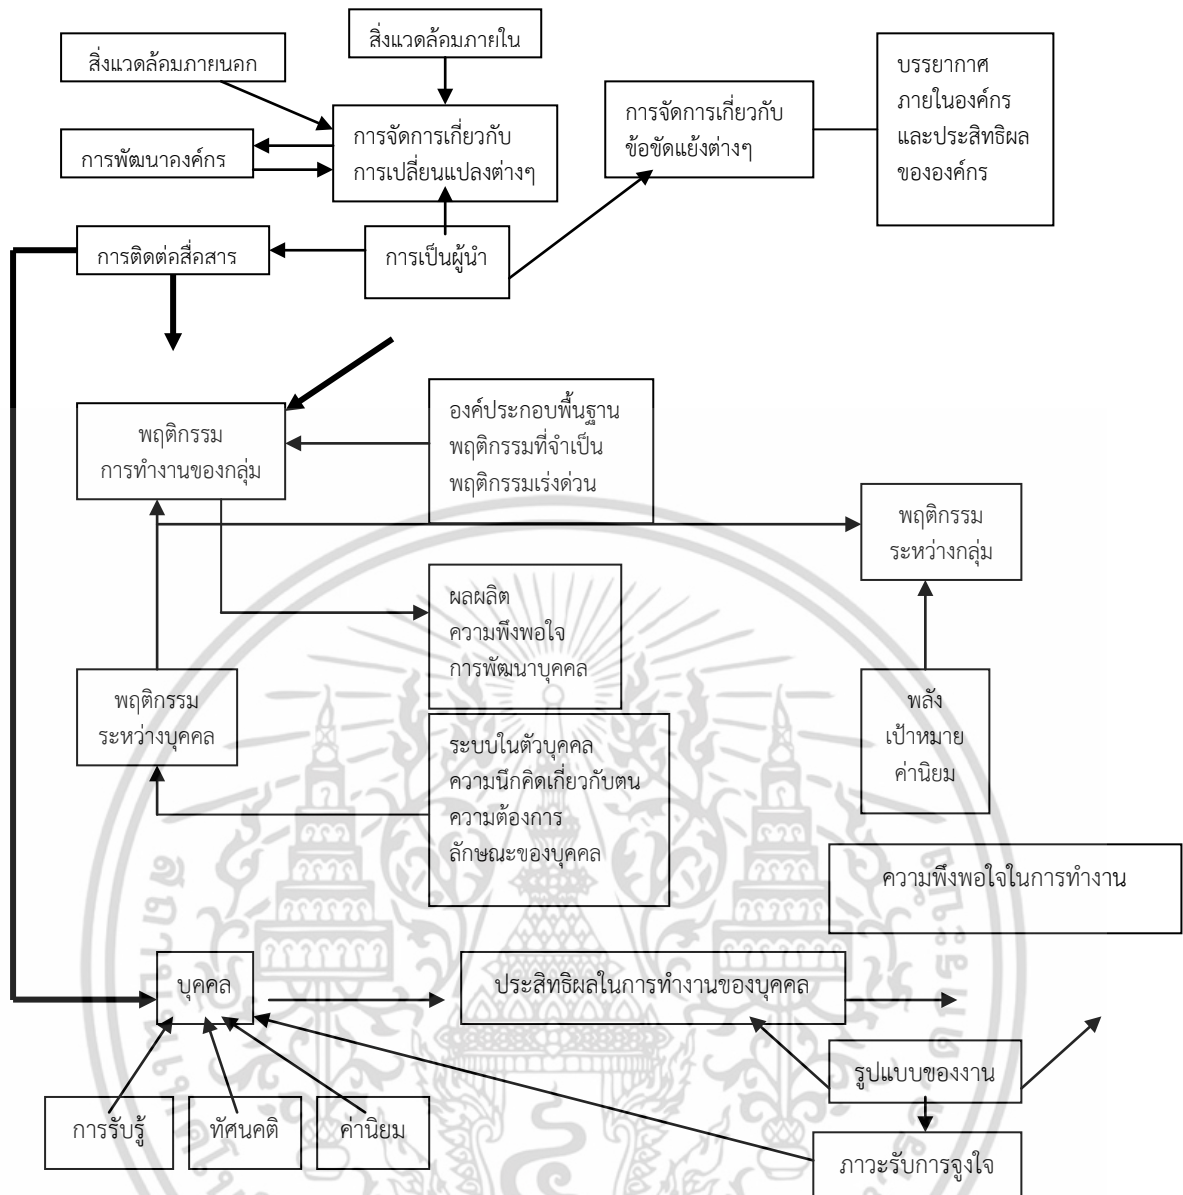 สิ่งแวดล้อมภายใน
สิ่งแวดล้อมภายนอก
บรรยากาศ
ภายในองค์กร
และประสิทธิผล
ขององค์กร
การจัดการเกี่ยวกับ
ข้อขัดแย้งต่างๆ
การจัดการเกี่ยวกับ
การเปลี่ยนแปลงต่างๆ
การพัฒนาองค์กร
การติดต่อสื่อสาร
การเป็นผู้นำ
พฤติกรรม
การทำงานของกลุ่ม
องค์ประกอบพื้นฐาน
พฤติกรรมที่จำเป็น
พฤติกรรมเร่งด่วน
พฤติกรรม
ระหว่างกลุ่ม
ผลผลิต
ความพึงพอใจ
การพัฒนาบุคคล
พฤติกรรม
ระหว่างบุคคล
พลัง
เป้าหมาย
ค่านิยม
ระบบในตัวบุคคล
ความนึกคิดเกี่ยวกับตน
ความต้องการ
ลักษณะของบุคคล
ความพึงพอใจในการทำงาน
บุคคล
ประสิทธิผลในการทำงานของบุคคล
รูปแบบของงาน
การรับรู้
ทัศนคติ
ค่านิยม
ภาวะรับการจูงใจ